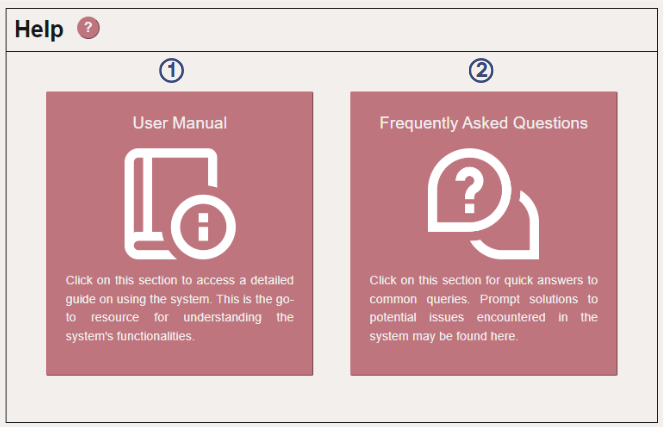 Help ?
① ②
User Manual
Click on this section to access a detailed
guide on using the system. This is the go-
to resource for understanding the
system's functionalities.
Frequently Asked Questions
?
Click on this section for quick answers to
common queries. Prompt solutions to
potential issues encountered in the
system may be found here.